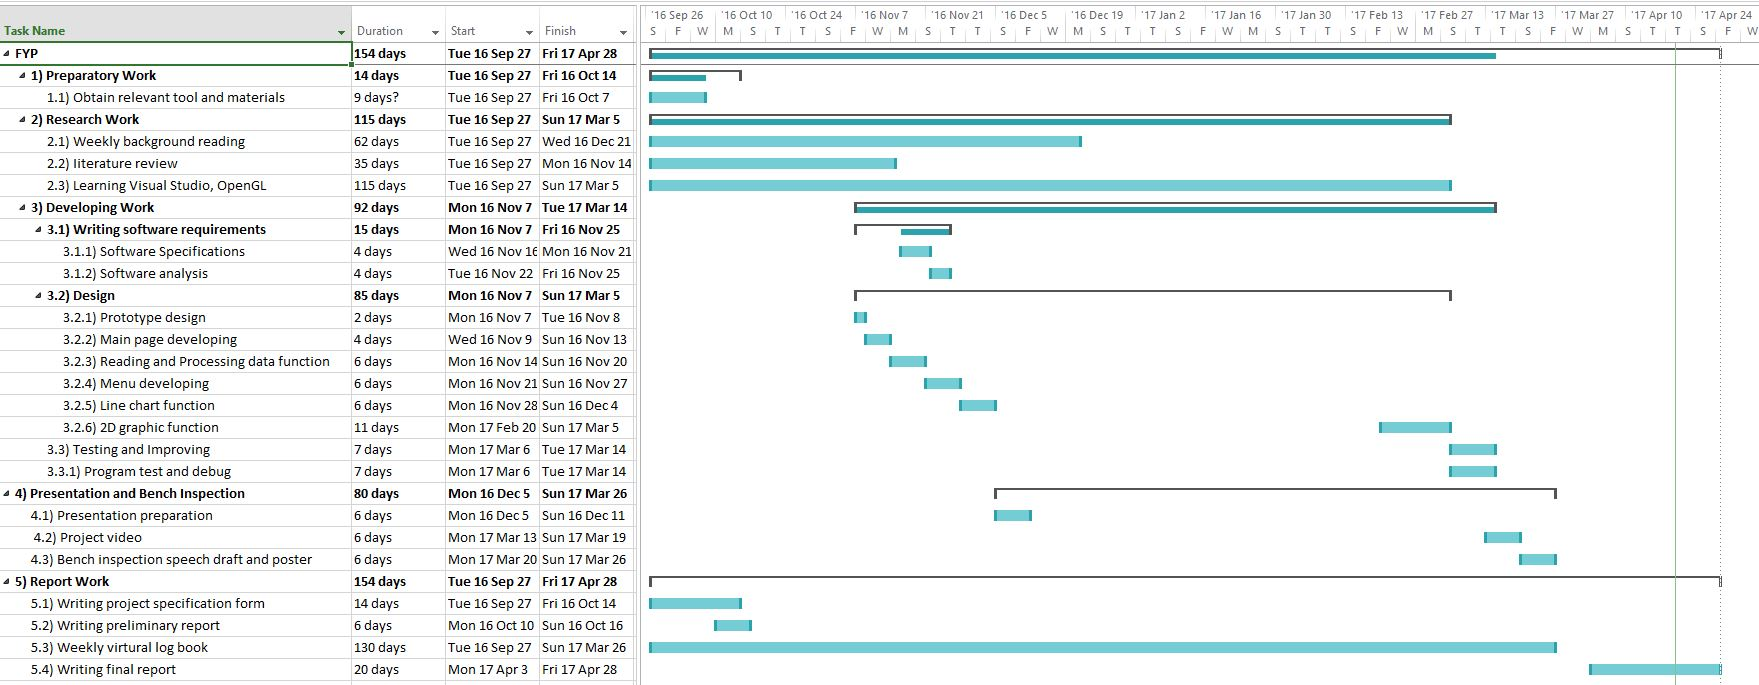 '16 Sep 26 '16 Oct 10 '16 Oct 24 '16 Nov 7 '16 Nov 21 '16 Dec 5 '16 Dec 19 '17 Jan 2 '17 Jan 16 '17 Jan 30 '17 Feb 13 '17 Feb 27 '17 Mar 13 '17 Mar 27 '17 Apr 10 '17 Apr 24
Task Name Duration Start Finish S F W M S T T S F W M S T T S F W M S T T S F W M S T T S F W M S T T S F W
FYP 154 days Tue 16 Sep 27 Fri 17 Apr 28
1) Preparatory Work 14 days Tue 16 Sep 27 Fri 16 Oct 14
1.1) Obtain relevant tool and materials 9 days? Tue 16 Sep 27 Fri 16 Oct 7
2) Research Work 115 days Tue 16 Sep 27 Sun 17 Mar 5
2.1) Weekly background reading 62 days Tue 16 Sep 27 Wed 16 Dec 21
2.2) Iiterature review 35 days Tue 16 Sep 27 Mon 16 Nov 14
2.3) Learning Visual Studio, OpenGL 115 days Tue 16 Sep 27 Sun 17 Mar 5
3) Developing Work 92 days Mon 16 Nov 7 Tue 17 Mar 14
3.1) Writing software requirements 15 days Mon 16 Nov 7 Fri 16 Nov 25
3.1.1) Software Specifications 4 days Wed 16 Nov 16 Mon 16 Nov 21
3.1.2) Software analysis 4 days Tue 16 Nov 22 Fri 16 Nov 25
3.2) Design 85 days Mon 16 Nov 7 Sun 17 Mar 5
3.2.1) Prototype design 2 days Mon 16 Nov 7 Tue 16 Nov 8
3.2.2) Main page developing 4 days Wed 16 Nov 9 Sun 16 Nov 13
3.2.3) Reading and Processing data function 6 days Mon 16 Nov 14 Sun 16 Nov 20
3.2.4) Menu developing 6 days Mon 16 Nov 21 Sun 16 Nov 27
3.2.5) Line chart function 6 days Mon 16 Nov 28 Sun 16 Dec 4
3.2.6) 2D graphic function 11 days Mon 17 Feb 20 Sun 17 Mar 5
3.3) Testing and Improving 7 days Mon 17 Mar 6 Tue 17 Mar 14
3.3.1) Program test and debug 7 days Mon 17 Mar 6 Tue 17 Mar 14
4) Presentation and Bench Inspection 80 days Mon 16 Dec 5 Sun 17 Mar 26
4.1) Presentation preparation 6 days Mon 16 Dec 5 Sun 16 Dec 11
4.2) Project video 6 days Mon 17 Mar 13 Sun 17 Mar 19
4.3) Bench inspection speech draft and poster 6 days Mon 17 Mar 20 Sun 17 Mar 26
5) Report Work 154 days Tue 16 Sep 27 Fri 17 Apr 28
5.1) Writing project specification form 14 days Tue 16 Sep 27 Fri 16 Oct 14
5.2) Writing preliminary report 6 days Mon 16 Oct 10 Sun 16 Oct 16
5.3) Weekly virtural log book 130 days Tue 16 Sep 27 Sun 17 Mar 26
5.4) Writing final report 20 days Mon 17 Apr 3 Fri 17 Apr 28